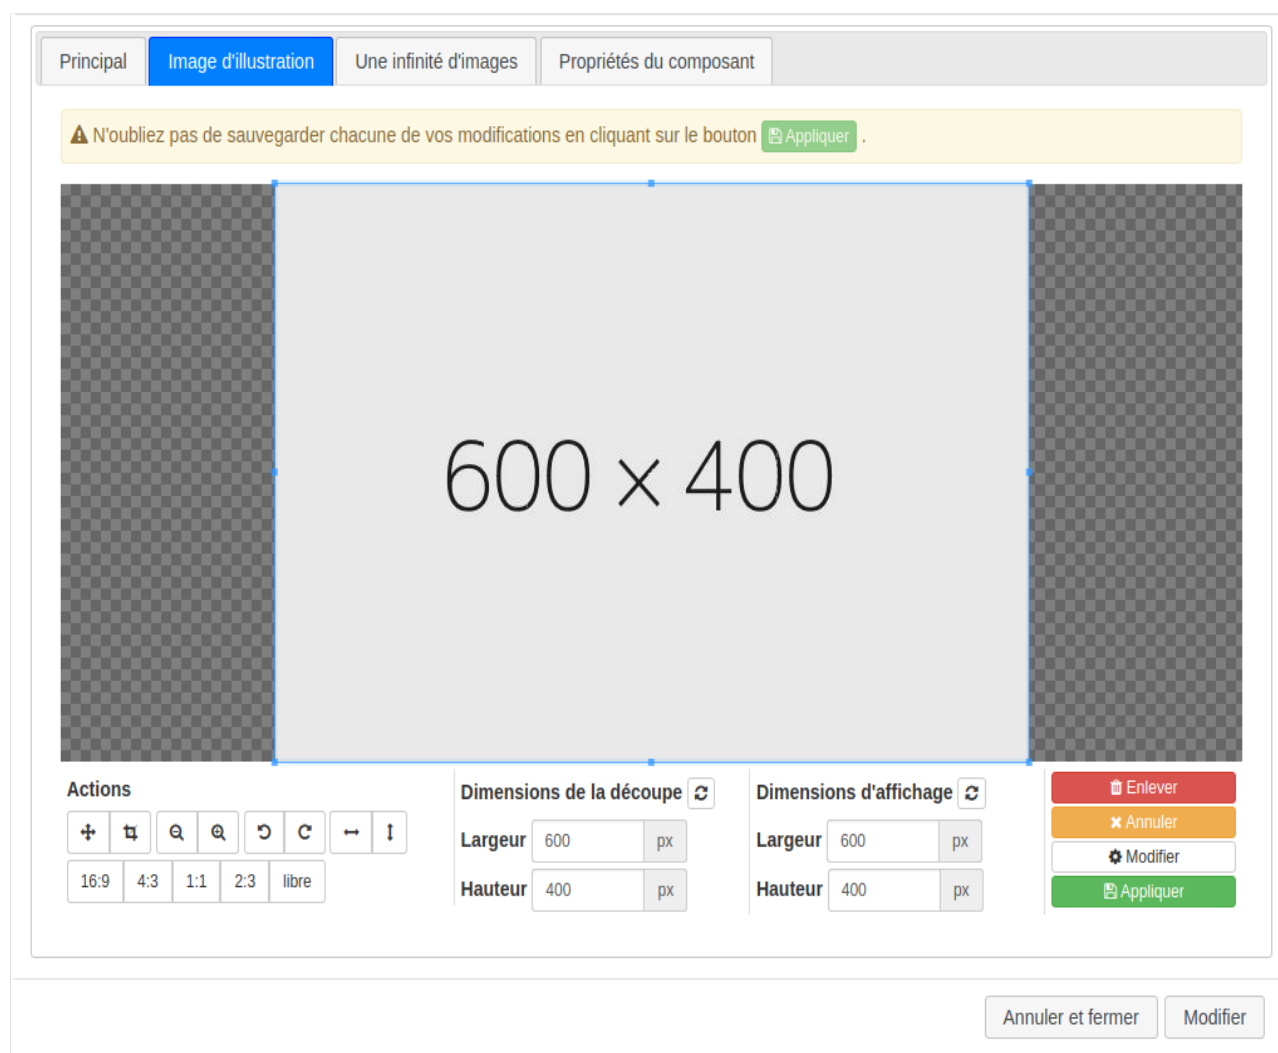 Principal Image d'illustration Une infinité d'images Propriétés du composant
N'oubliez pas de sauvegarder chacune de vos modifications en cliquant sur le bouton Appliquer .
600 × 400
Actions
16:9 4:3 1:1 2:3 libre
Dimensions de la découpe
Largeur 600 px
Hauteur 400 px
Dimensions d'affichage
Largeur 600 px
Hauteur 400 px
Enlever
Annuler
Modifier
Appliquer
Annuler et fermer Modifier